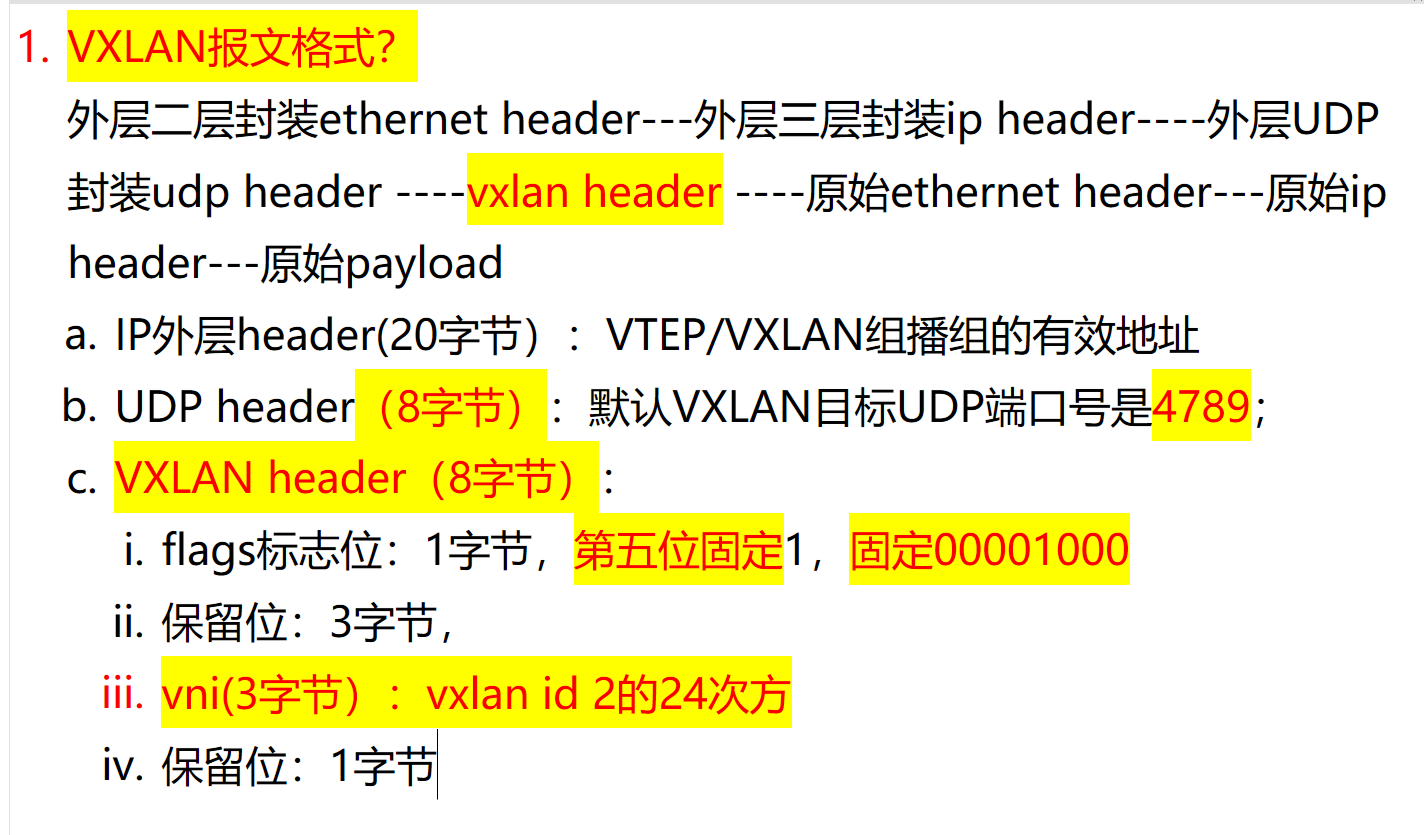 1. VXLAN报文格式？
外层二层封装ethernet header---外层三层封装ip header----外层UDP
封装udp header ----vxlan header ----原始ethernet header---原始ip
header---原始payload
a. IP外层header(20字节）：VTEP/VXLAN组播组的有效地址
b. UDP header（8字节）：默认VXLAN目标UDP端口号是4789；
c. VXLAN header（8字节）：
i. flags标志位：1字节，第五位固定1，固定00001000
ii. 保留位：3字节，
iii. vni(3字节）：vxlan id 2的24次方
iv. 保留位：1字节